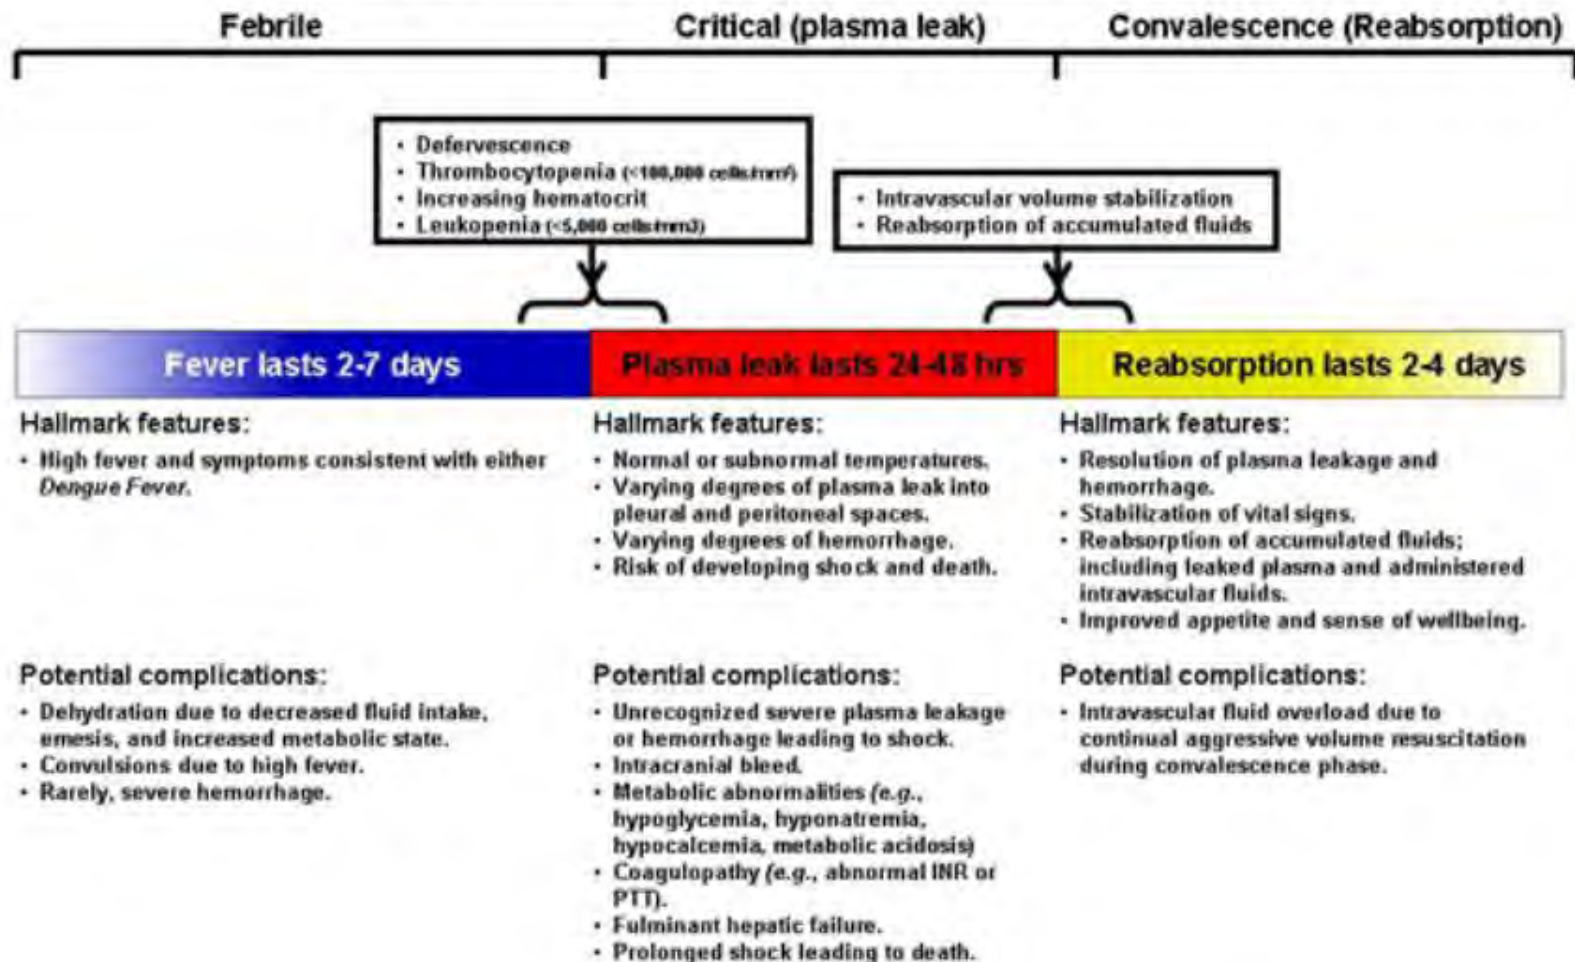 Febrile
Critical (plasma leak)
Convalescence (Reabsorption)
• Defervescence
• Thrombocytopenia (<100,000 cells/mm³)
• Increasing hematocrit
• Leukopenia (<5,000 cells/mm3)
• Intravascular volume stabilization
• Reabsorption of accumulated fluids
Fever lasts 2-7 days
Plasma leak lasts 24-48 hrs
Reabsorption lasts 2-4 days
Hallmark features:
• High fever and symptoms consistent with either
Dengue Fever.
Potential complications:
• Dehydration due to decreased fluid intake,
emesis, and increased metabolic state.
• Convulsions due to high fever.
• Rarely, severe hemorrhage.
Hallmark features:
• Normal or subnormal temperatures.
• Varying degrees of plasma leak into
pleural and peritoneal spaces.
• Varying degrees of hemorrhage.
• Risk of developing shock and death.
Potential complications:
• Unrecognized severe plasma leakage
or hemorrhage leading to shock.
• Intracranial bleed.
• Metabolic abnormalities (e.g.,
hypoglycemia, hyponatremia,
hypocalcemia, metabolic acidosis)
• Coagulopathy (e.g., abnormal INR or
PTT).
• Fulminant hepatic failure.
• Prolonged shock leading to death.
Hallmark features:
• Resolution of plasma leakage and
hemorrhage.
• Stabilization of vital signs.
• Reabsorption of accumulated fluids;
including leaked plasma and administered
intravascular fluids.
• Improved appetite and sense of wellbeing.
Potential complications:
• Intravascular fluid overload due to
continual aggressive volume resuscitation
during convalescence phase.